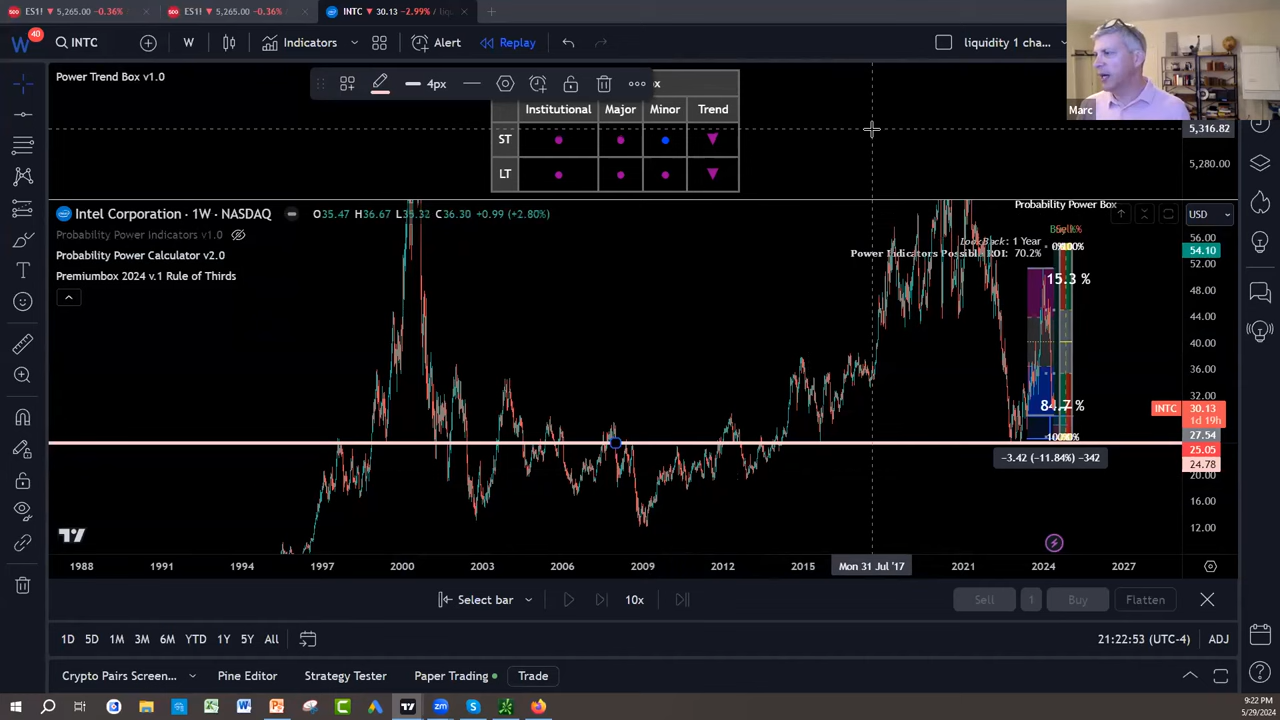 ES1! ▼ 5,265.00 −0.36%
ES1! ▼ 5,265.00 −0.36%
INTC ▼ 30.13 −2.99%
40
INTC
W
Indicators
Alert
Replay
liquidity 1 cha...
Marc
Power Trend Box v1.0
4px
Institutional Major Minor Trend
ST
LT
5,316.82
5,280.00
Intel Corporation · 1W · NASDAQ
O35.47 H36.67 L35.32 C36.30 +0.99 (+2.80%)
Probability Power Box
USD
Probability Power Indicators v1.0
Probability Power Calculator v2.0
Premiumbox 2024 v.1 Rule of Thirds
LookBack: 1 Year
Power Indicators Possible ROI: 70.2%
15.3 %
84.7 %
−3.42 (−11.84%) −342
56.00
54.10
52.00
48.00
44.00
40.00
36.00
32.00
INTC 30.13
1d 19h
27.54
25.05
24.78
20.00
16.00
12.00
1988 1991 1994 1997 2000 2003 2006 2009 2012 2015 Mon 31 Jul '17 2021 2024 2027
Select bar
10x
Sell 1 Buy Flatten
1D 5D 1M 3M 6M YTD 1Y 5Y All
21:22:53 (UTC-4) ADJ
Crypto Pairs Screen... Pine Editor Strategy Tester Paper Trading Trade
9:22 PM
5/29/2024